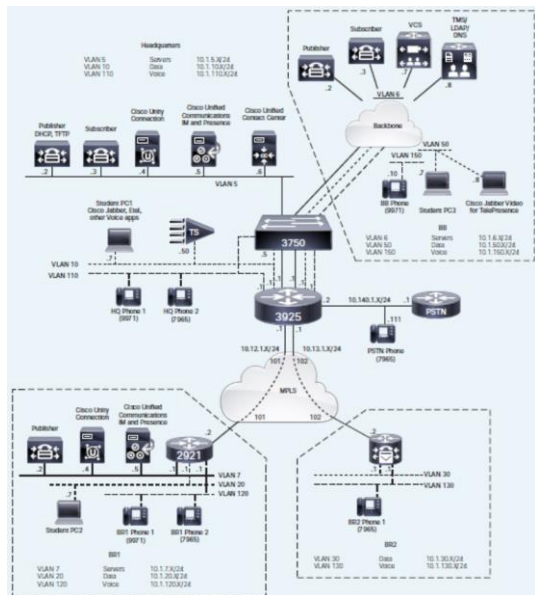 Headquarters
VLAN 5 Servers 10.1.5.X/24
VLAN 10 Data 10.1.10X/24
VLAN 110 Voice 10.1.110.X/24
Publisher
Subscriber
VCS
TMS/
LDAP/
DNS
.2
.3
.7
.8
VLAN 6
Backbone
Publisher
DHCP, TFTP
Subscriber
Cisco Unity
Connection
Cisco Unified
Communications
IM and Presence
Cisco Unified
Contact Center
.2
.3
.4
.5
.6
VLAN 5
VLAN 50
VLAN 150
.10
.7
.8
BB Phone
(9971)
Student PC3
Cisco Jabber Video
for TelePresence
BB
VLAN 6 Servers 10.1.6.X/24
VLAN 50 Data 10.1.50.X/24
VLAN 150 Voice 10.1.150.X/24
Student PC1
Cisco Jabber,
other Voice apps
.7
TS
.50
3750
.5
VLAN 10
VLAN 110
.1
.1
.1
.1
HQ Phone 1
(9971)
HQ Phone 2
(7965)
3925
.2
10.140.1.X/24
.1
PSTN
.111
PSTN Phone
(7965)
.1
.1
10.12.1.X/24
10.13.1.X/24
101
102
MPLS
101
102
Publisher
Cisco Unity
Connection
Cisco Unified
Communications
IM and Presence
.2
2921
.2
.4
.5
.1
.1
.1
VLAN 7
VLAN 20
VLAN 120
.7
Student PC2
BR1 Phone 1
(9971)
BR1 Phone 2
(7965)
BR1
VLAN 7 Servers 10.1.7.X/24
VLAN 20 Data 10.1.20.X/24
VLAN 120 Voice 10.1.120.X/24
.2
.1
.1
VLAN 30
VLAN 130
BR2 Phone 1
(7965)
BR2
VLAN 30 Data 10.1.30.X/24
VLAN 130 Voice 10.1.130.X/24